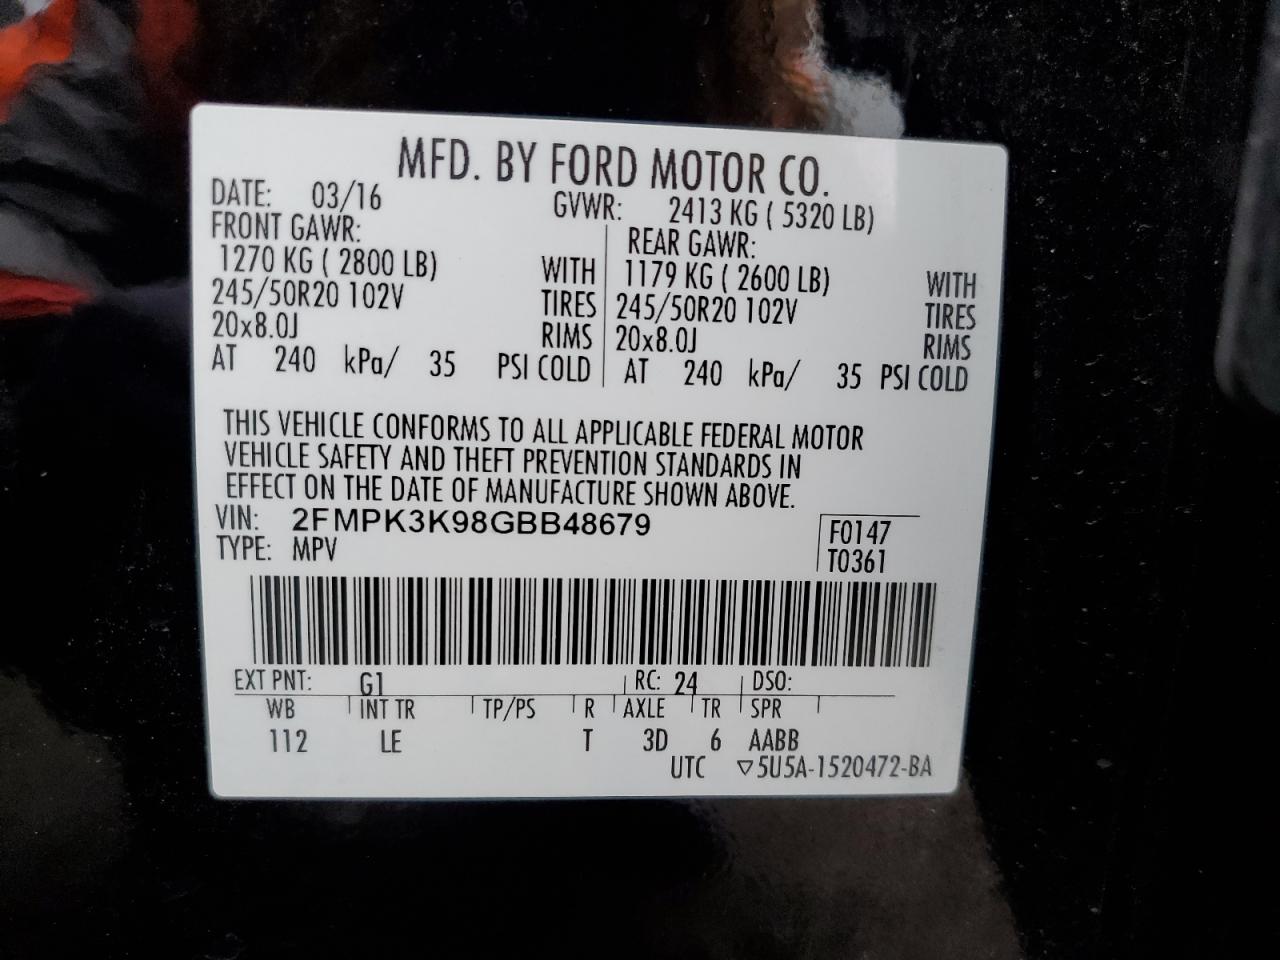 MFD. BY FORD MOTOR CO.
DATE: 03/16 GVWR: 2413 KG ( 5320 LB)
FRONT GAWR: REAR GAWR:
1270 KG ( 2800 LB) WITH 1179 KG ( 2600 LB) WITH
245/50R20 102V TIRES 245/50R20 102V TIRES
20x8.0J RIMS 20x8.0J RIMS
AT 240 kPa/ 35 PSI COLD AT 240 kPa/ 35 PSI COLD
THIS VEHICLE CONFORMS TO ALL APPLICABLE FEDERAL MOTOR
VEHICLE SAFETY AND THEFT PREVENTION STANDARDS IN
EFFECT ON THE DATE OF MANUFACTURE SHOWN ABOVE.
VIN: 2FMPK3K98GBB48679 F0147
TYPE: MPV T0361
EXT PNT: G1 RC: 24 DSO:
WB INT TR TP/PS R AXLE TR SPR
112 LE T 3D 6 AABB
UTC ▽5U5A-1520472-BA